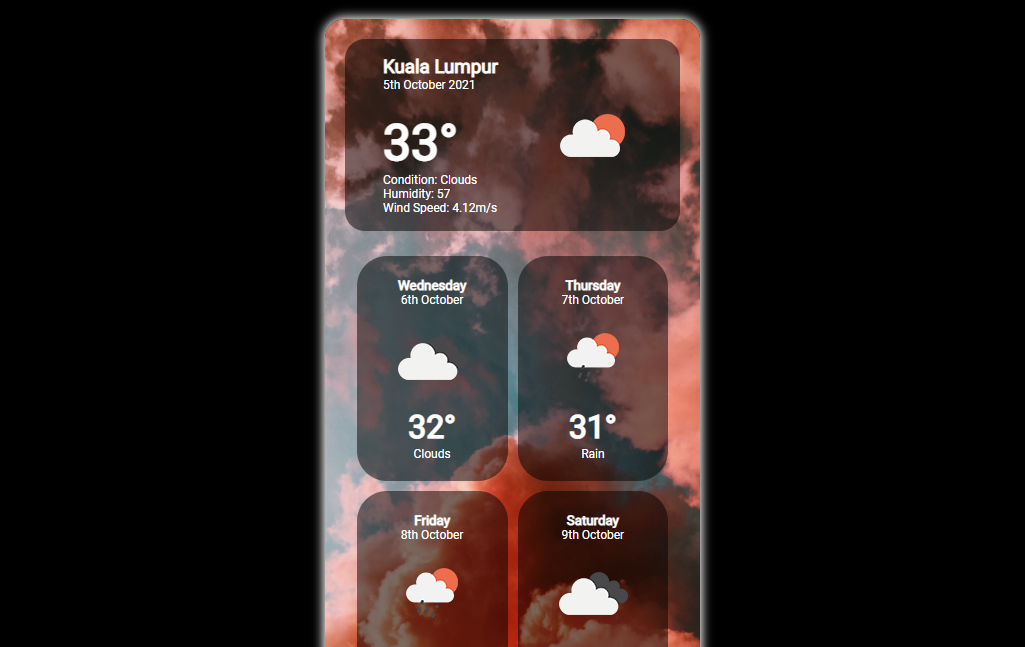 Kuala Lumpur
5th October 2021
33°
Condition: Clouds
Humidity: 57
Wind Speed: 4.12m/s
Wednesday
6th October
32°
Clouds
Thursday
7th October
31°
Rain
Friday
8th October
Saturday
9th October